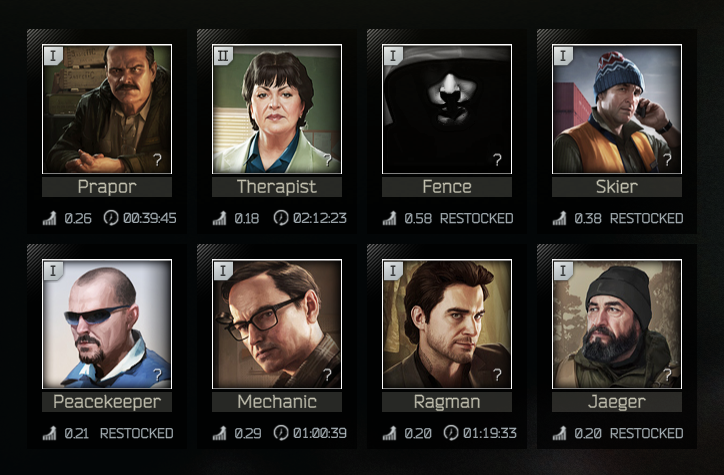 I
II
I
I
?
?
?
?
Prapor
Therapist
Fence
Skier
0.26 00:39:45
0.18 02:12:23
0.58 RESTOCKED
0.38 RESTOCKED
I
I
I
I
?
?
?
?
Peacekeeper
Mechanic
Ragman
Jaeger
0.21 RESTOCKED
0.29 01:00:39
0.20 01:19:33
0.20 RESTOCKED